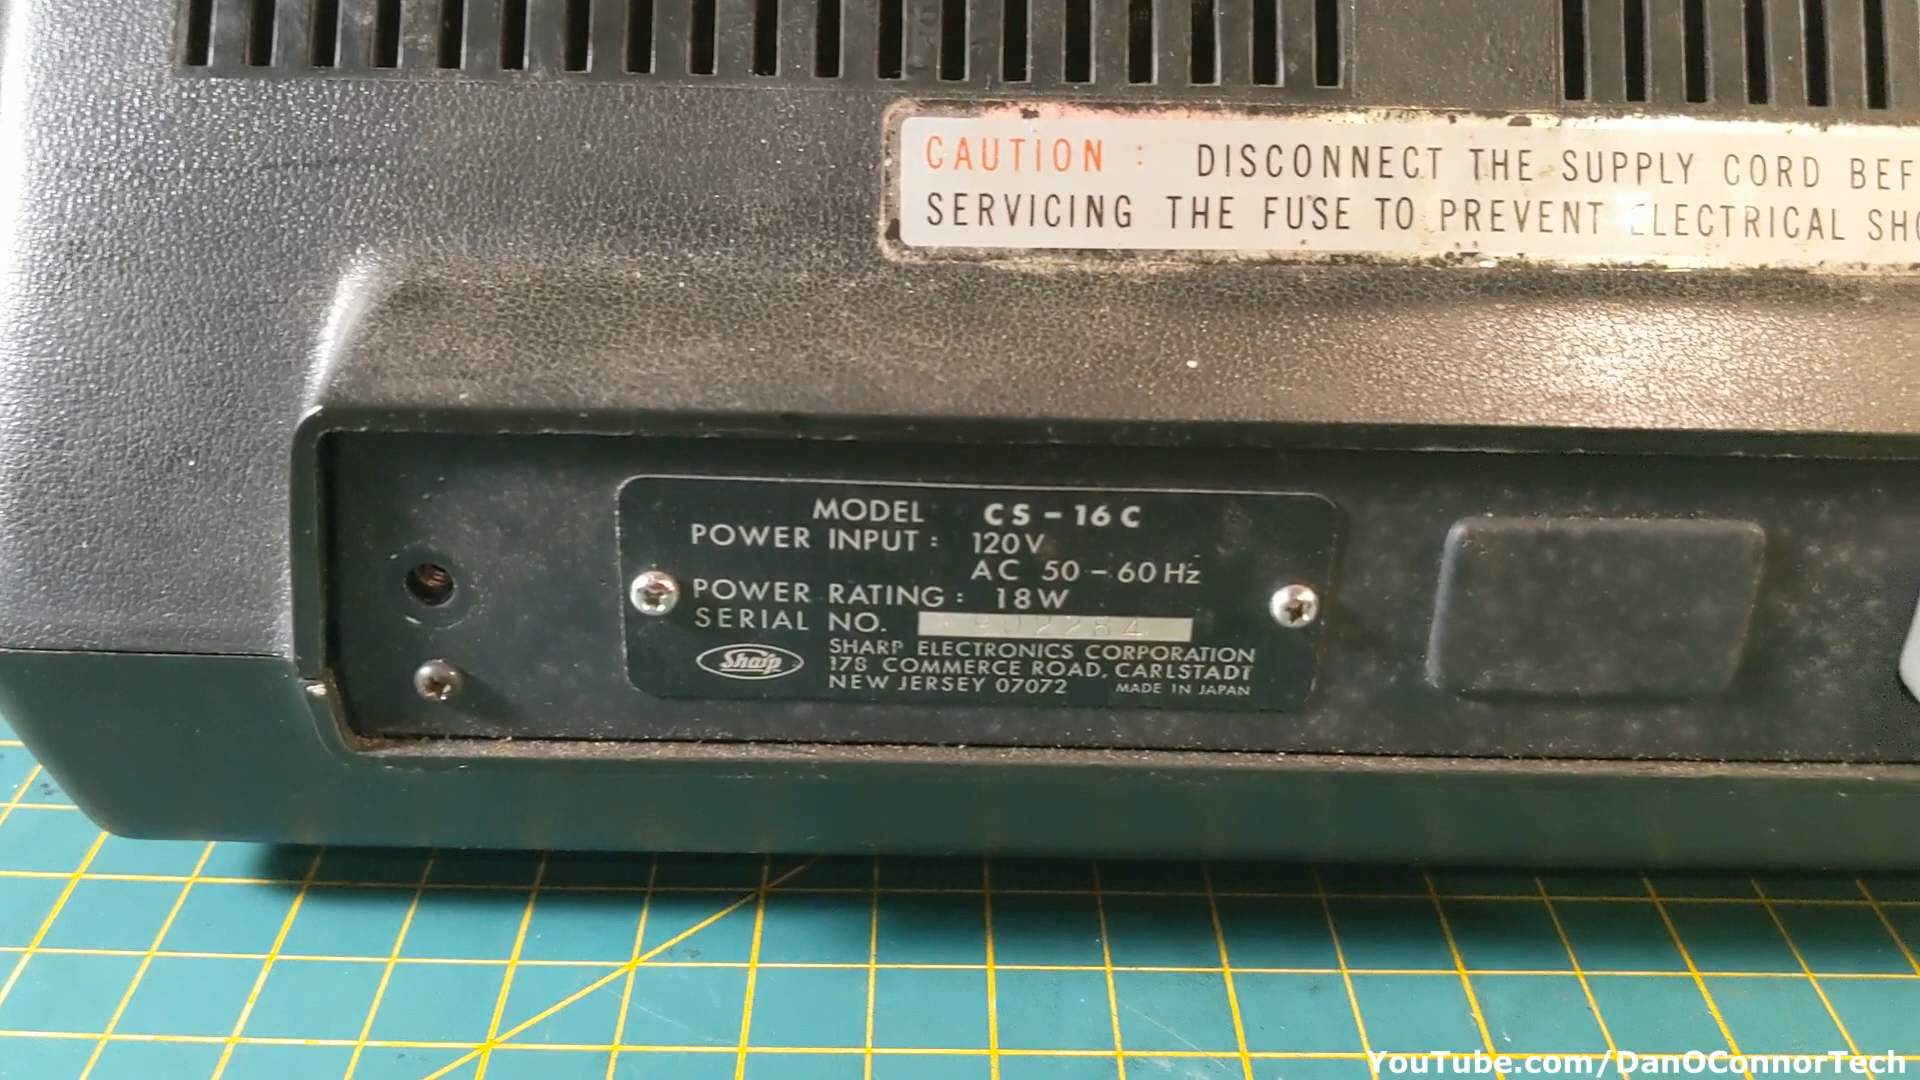 CAUTION : DISCONNECT THE SUPPLY CORD BEF
SERVICING THE FUSE TO PREVENT ELECTRICAL SHO
MODEL CS-16C
POWER INPUT : 120V
AC 50-60Hz
POWER RATING : 18W
SERIAL NO.
Sharp
SHARP ELECTRONICS CORPORATION
178 COMMERCE ROAD, CARLSTADT
NEW JERSEY 07072 MADE IN JAPAN
YouTube.com/DanOConnorTech